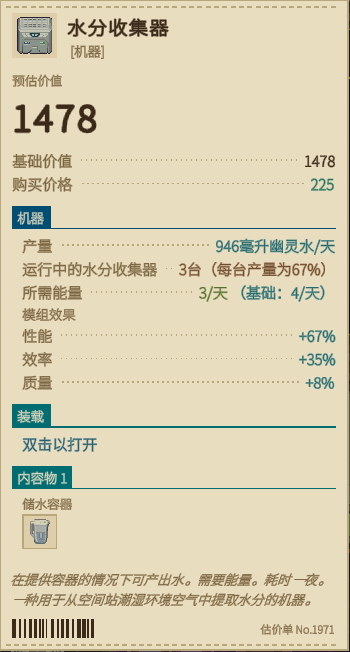 水分收集器
[机器]
预估价值
1478
基础价值 1478
购买价格 225
机器
产量 946毫升幽灵水/天
运行中的水分收集器 3台（每台产量为67%）
所需能量 3/天 （基础：4/天）
模组效果
性能 +67%
效率 +35%
质量 +8%
装载
双击以打开
内容物 1
储水容器
在提供容器的情况下可产出水。需要能量。耗时一夜。
一种用于从空间站潮湿环境空气中提取水分的机器。
估价单 No.1971